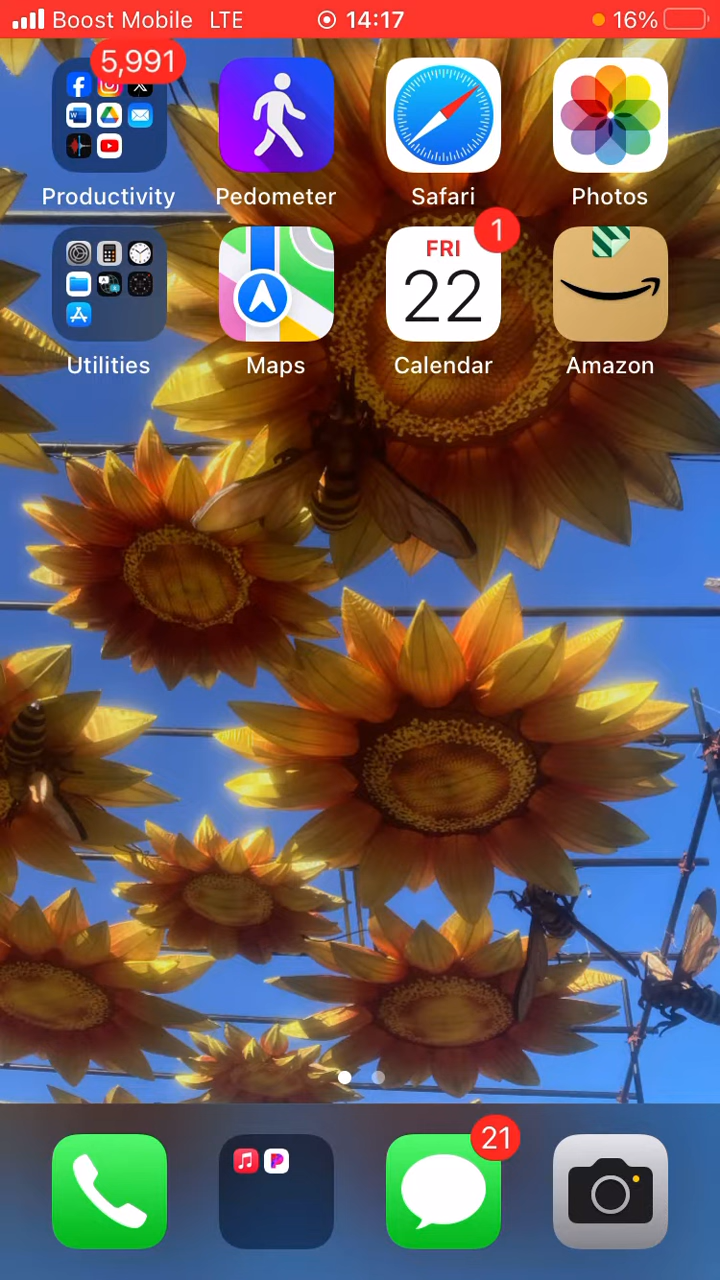 Boost Mobile LTE 14:17 16%
5,991
Productivity Pedometer Safari Photos
FRI 1
22
Utilities Maps Calendar Amazon
21